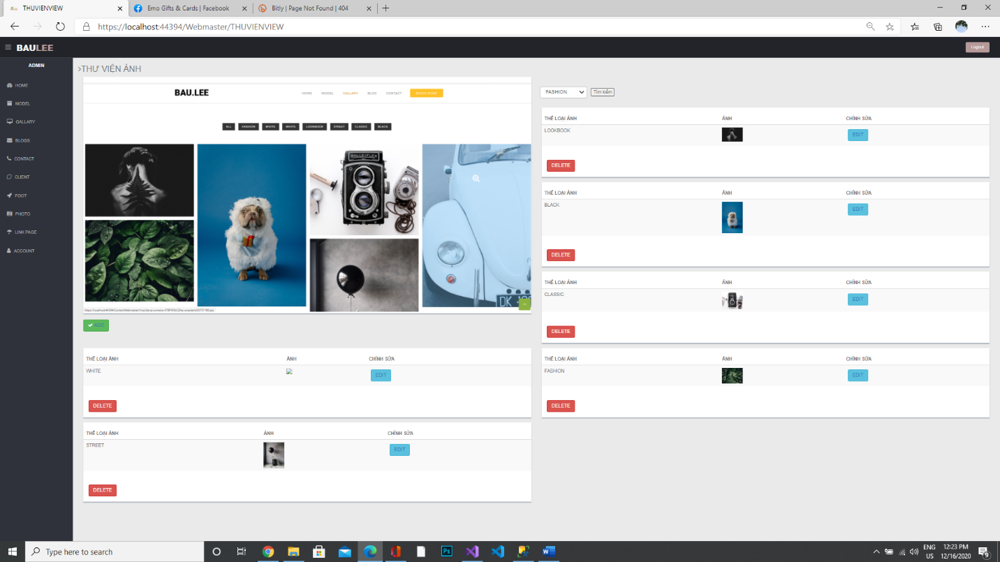 THUVIENVIEW
Emo Gifts & Cards | Facebook
Bitly | Page Not Found | 404
https://localhost:44394/Webmaster/THUVIENVIEW
BAULEE
Logout
ADMIN
HOME
MODEL
GALLARY
BLOGS
CONTACT
CLIENT
FOOT
PHOTO
LINK PAGE
ACCOUNT
>THƯ VIỆN ẢNH
BAU.LEE
HOME MODEL GALLARY BLOG CONTACT BOOK NOW
ALL FASHION WHITE WHITE LOOKBOOK STREET CLASSIC BLACK
ROLLEIFLEX
DK
ADD
THỂ LOẠI ẢNH ẢNH CHỈNH SỬA
WHITE EDIT
DELETE
THỂ LOẠI ẢNH ẢNH CHỈNH SỬA
STREET EDIT
DELETE
FASHION Tìm kiếm
THỂ LOẠI ẢNH ẢNH CHỈNH SỬA
LOOKBOOK EDIT
DELETE
THỂ LOẠI ẢNH ẢNH CHỈNH SỬA
BLACK EDIT
DELETE
THỂ LOẠI ẢNH ẢNH CHỈNH SỬA
CLASSIC EDIT
DELETE
THỂ LOẠI ẢNH ẢNH CHỈNH SỬA
FASHION EDIT
DELETE
Type here to search
Ps
ENG
US
12:23 PM
12/16/2020
9